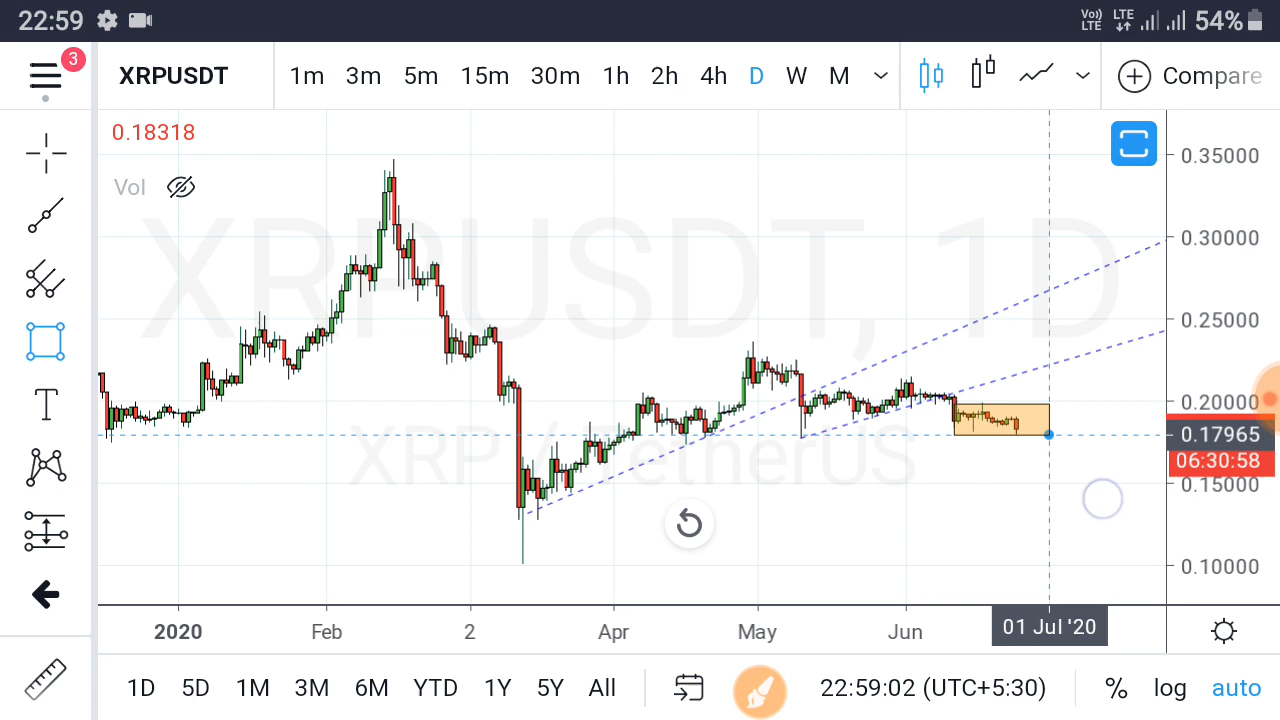 22:59 Vo)) LTE LTE 54%
3
XRPUSDT 1m 3m 5m 15m 30m 1h 2h 4h D W M Compare
0.18318
Vol
XRPUSDT, 1D
XRP / TetherUS
0.35000
0.30000
0.25000
0.20000
0.17965
06:30:58
0.15000
0.10000
T
2020 Feb 2 Apr May Jun 01 Jul '20
1D 5D 1M 3M 6M YTD 1Y 5Y All 22:59:02 (UTC+5:30) % log auto